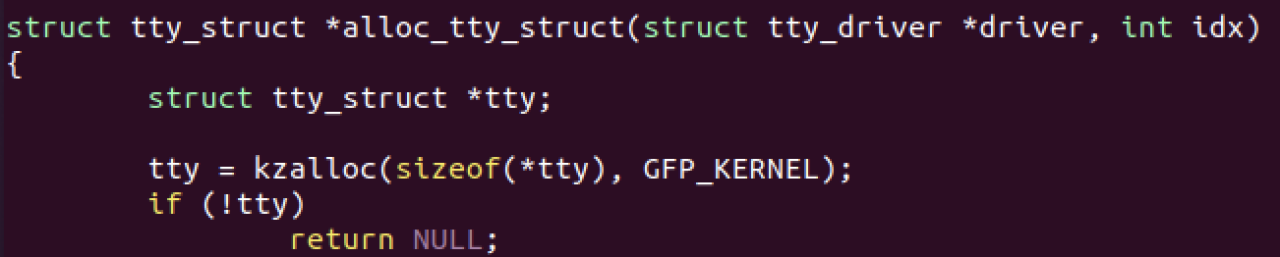 struct tty_struct *alloc_tty_struct(struct tty_driver *driver, int idx)
{
        struct tty_struct *tty;

        tty = kzalloc(sizeof(*tty), GFP_KERNEL);
        if (!tty)
                return NULL;